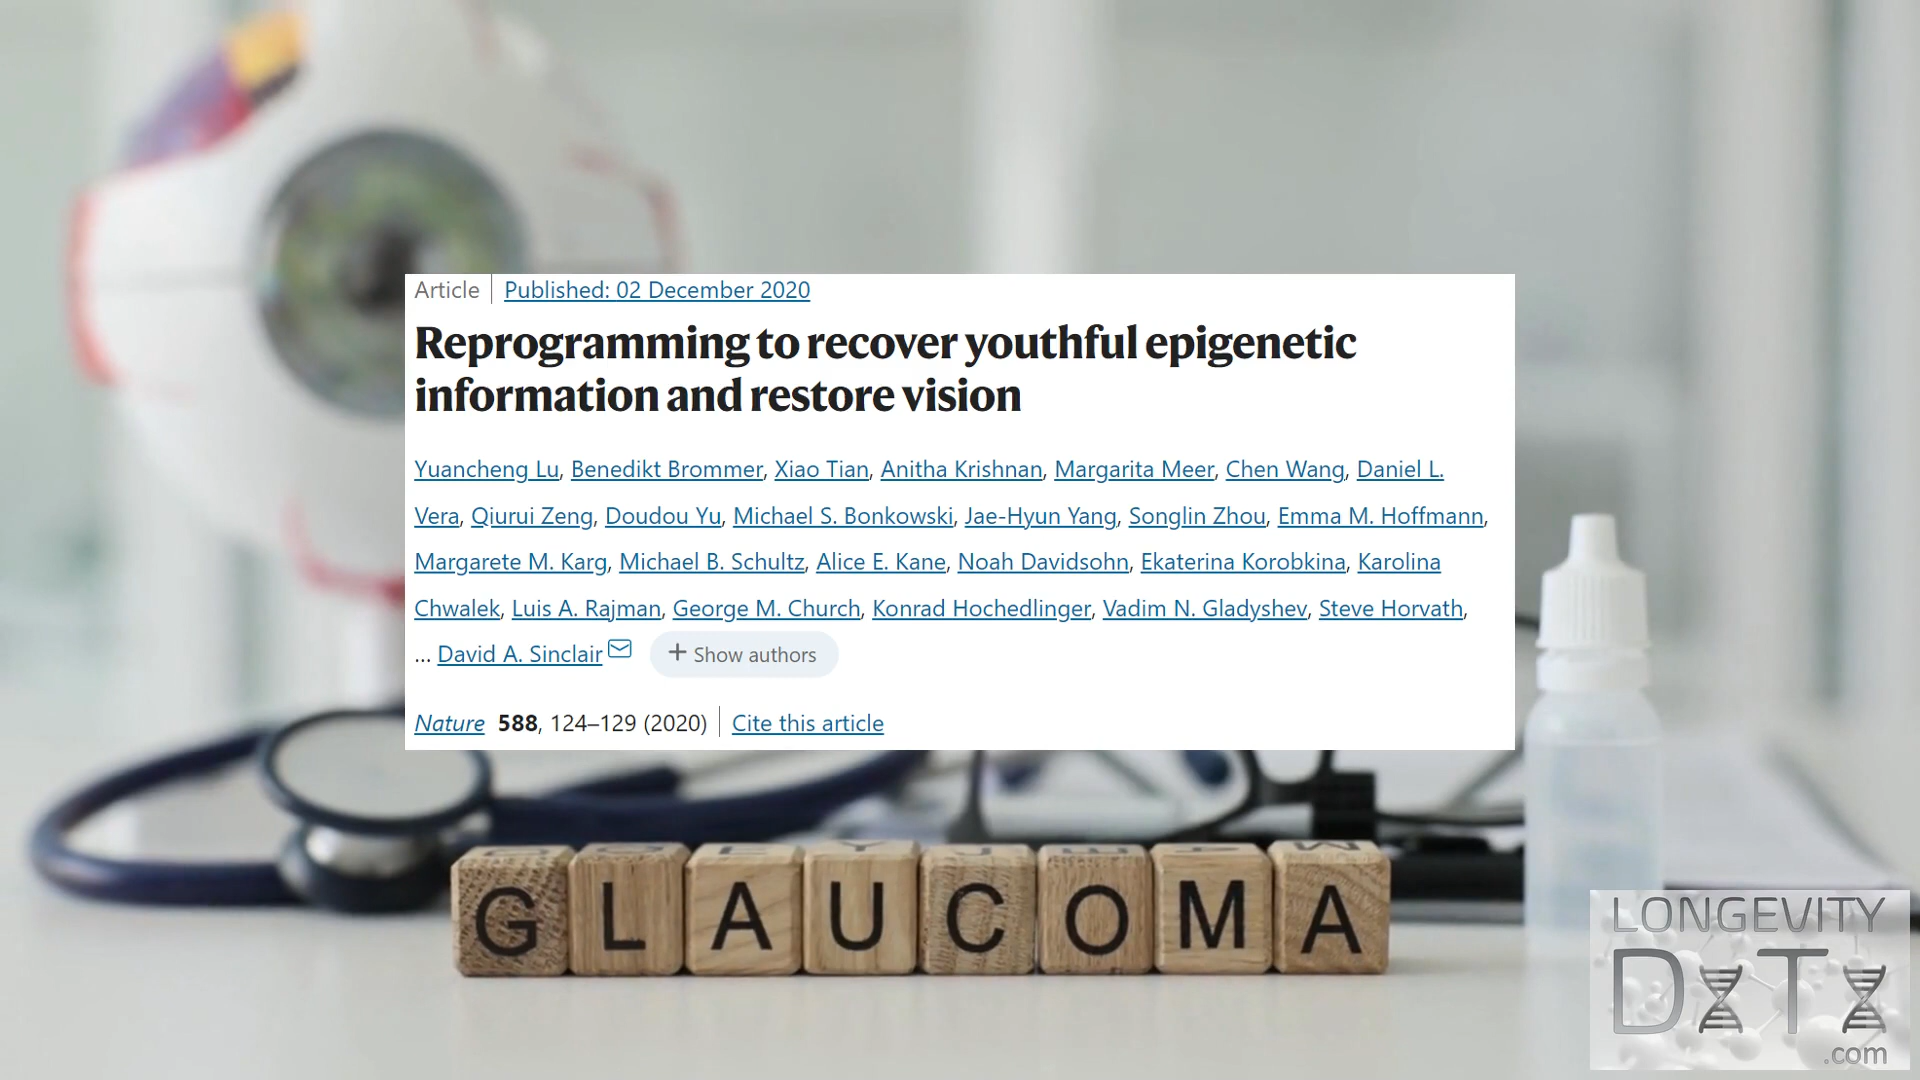 Article | Published: 02 December 2020
Reprogramming to recover youthful epigenetic
information and restore vision
Yuancheng Lu, Benedikt Brommer, Xiao Tian, Anitha Krishnan, Margarita Meer, Chen Wang, Daniel L.
Vera, Qiurui Zeng, Doudou Yu, Michael S. Bonkowski, Jae-Hyun Yang, Songlin Zhou, Emma M. Hoffmann,
Margarete M. Karg, Michael B. Schultz, Alice E. Kane, Noah Davidsohn, Ekaterina Korobkina, Karolina
Chwalek, Luis A. Rajman, George M. Church, Konrad Hochedlinger, Vadim N. Gladyshev, Steve Horvath,
... David A. Sinclair + Show authors
Nature 588, 124–129 (2020) | Cite this article
GLAUCOMA
LONGEVITY
DxTx
.com